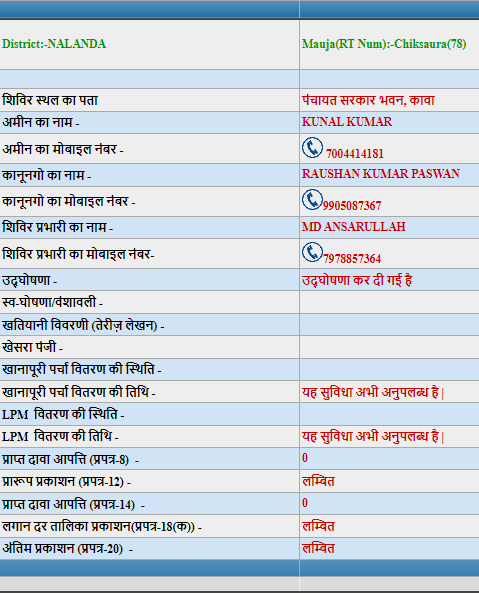 District:-NALANDA Mauja(RT Num):-Chiksaura(78)
शिविर स्थल का पता पंचायत सरकार भवन, कावा
अमीन का नाम - KUNAL KUMAR
अमीन का मोबाइल नंबर - 7004414181
कानूनगो का नाम - RAUSHAN KUMAR PASWAN
कानूनगो का मोबाइल नंबर - 9905087367
शिविर प्रभारी का नाम - MD ANSARULLAH
शिविर प्रभारी का मोबाइल नंबर- 7978857364
उद्घोषणा - उद्घोषणा कर दी गई है
स्व-घोषणा/वंशावली -
खतियानी विवरणी (तेरीज़ लेखन) -
खेसरा पंजी -
खानापूरी पर्चा वितरण की स्थिति -
खानापूरी पर्चा वितरण की तिथि - यह सुविधा अभी अनुपलब्ध है |
LPM वितरण की स्थिति -
LPM वितरण की तिथि - यह सुविधा अभी अनुपलब्ध है |
प्राप्त दावा आपत्ति (प्रपत्र-8) - 0
प्रारूप प्रकाशन (प्रपत्र-12) - लम्बित
प्राप्त दावा आपत्ति (प्रपत्र-14) - 0
लगान दर तालिका प्रकाशन(प्रपत्र-18(क)) - लम्बित
अंतिम प्रकाशन (प्रपत्र-20) - लम्बित